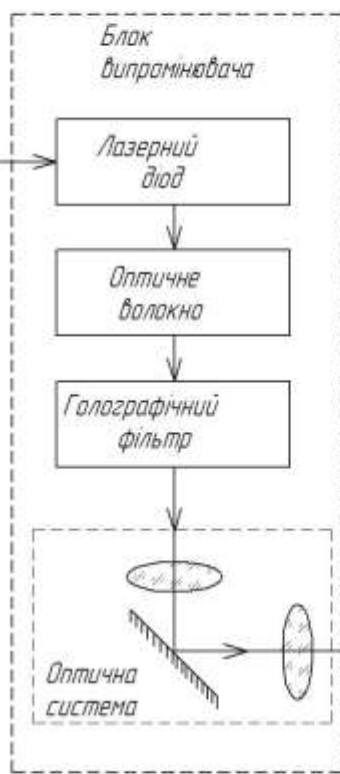 Блок
випромінювача
Лазерний
діод
Оптичне
волокно
Голографічний
фільтр
Оптична
система